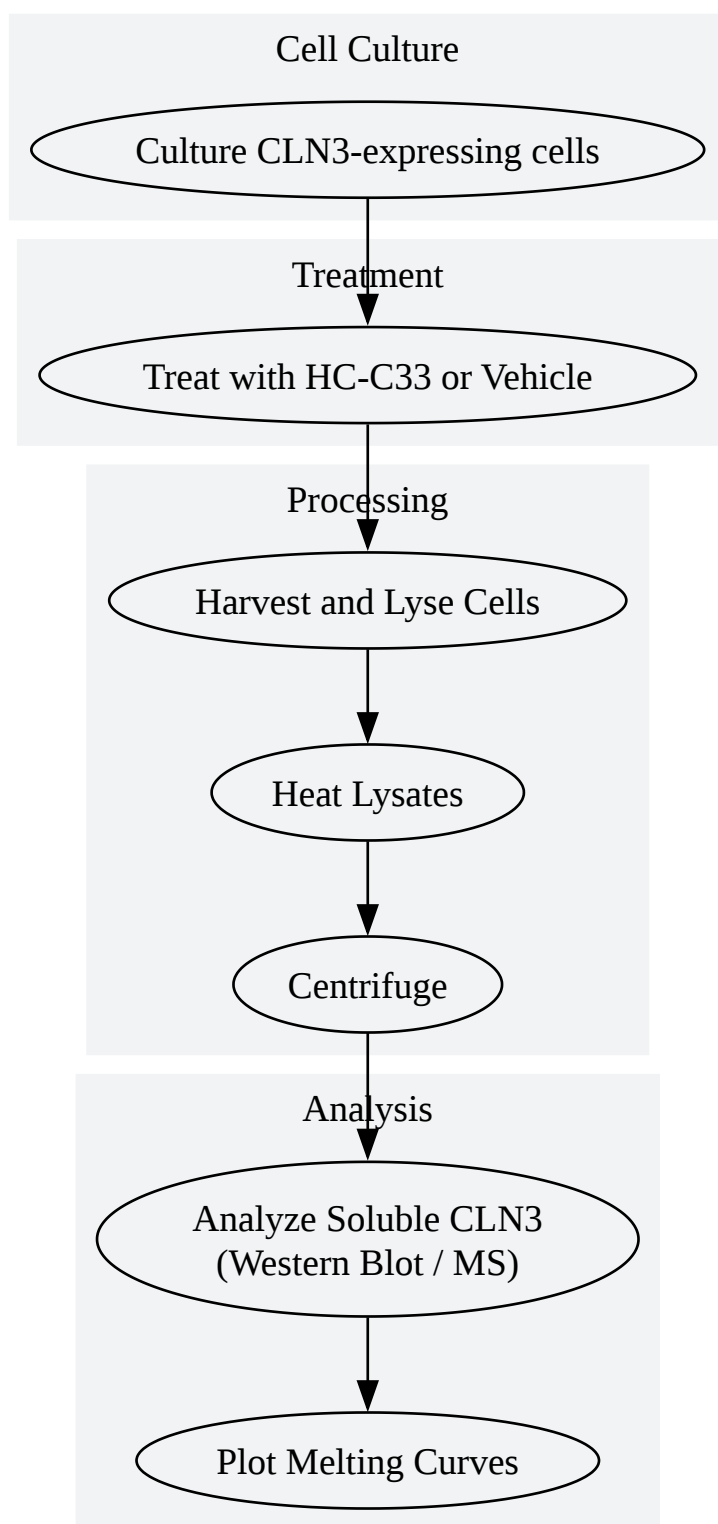 Cell Culture
Culture CLN3-expressing cells
Treatment
Treat with HC-C33 or Vehicle
Processing
Harvest and Lyse Cells
Heat Lysates
Centrifuge
Analysis
Analyze Soluble CLN3
(Western Blot / MS)
Plot Melting Curves